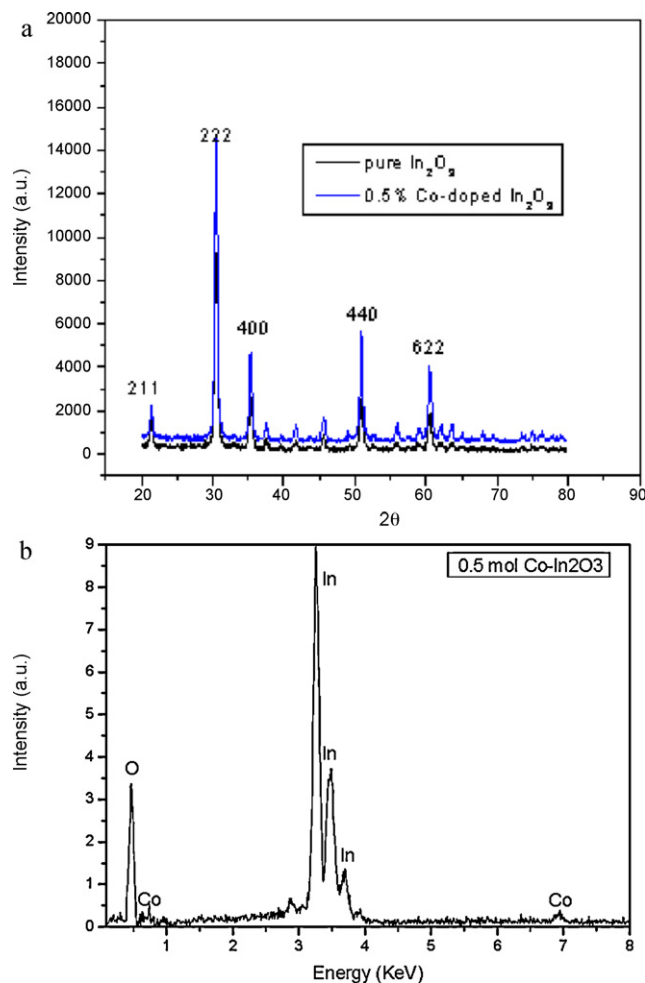 a
20000
18000
16000
14000
12000
10000
8000
6000
4000
2000
0
Intensity (a.u.)
222
pure In₂O₃
0.5% Co-doped In₂O₃
211
400
440
622
10 20 30 40 50 60 70 80 90
2θ
b
9
8
7
6
5
4
3
2
1
0
Intensity (a.u.)
0.5 mol Co-In2O3
In
In
In
O
Co
Co
1 2 3 4 5 6 7 8
Energy (KeV)